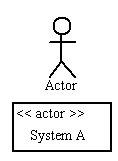 Actor
<< actor >>
System A